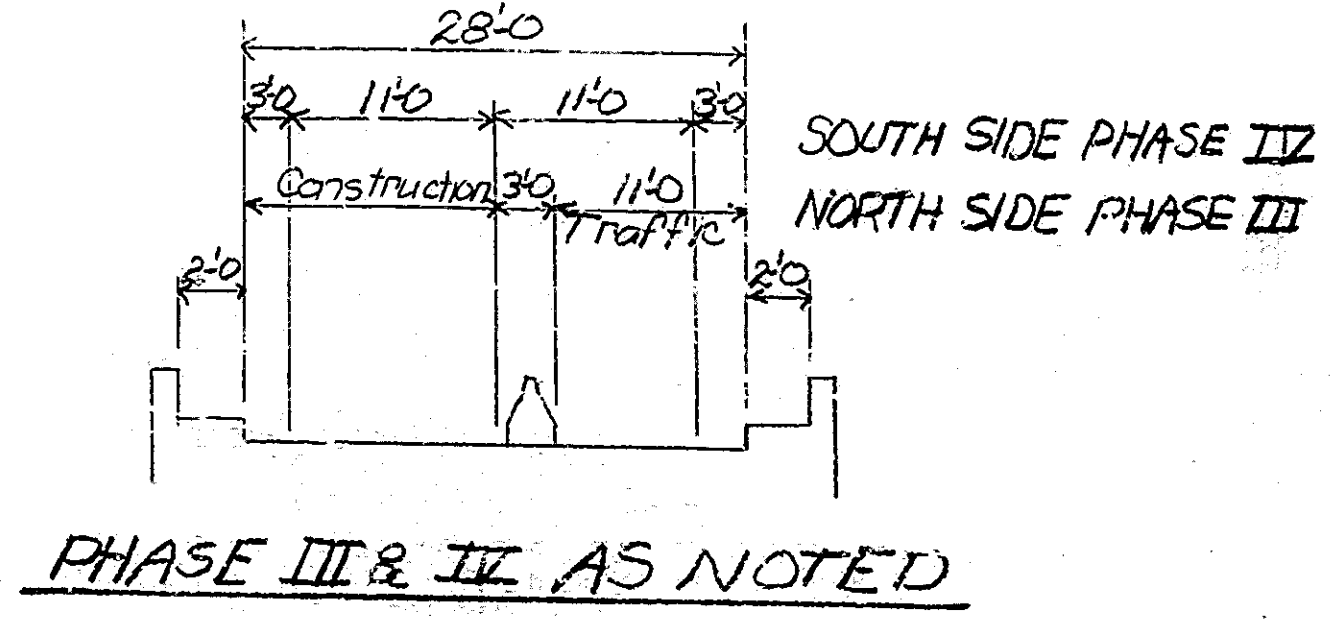 28'-0
3'-0 11'-0 11'-0 3'-0
SOUTH SIDE PHASE IV
Construction 3'-0 11'-0
Traffic
NORTH SIDE PHASE III
2'-0 2'-0
PHASE III & IV AS NOTED